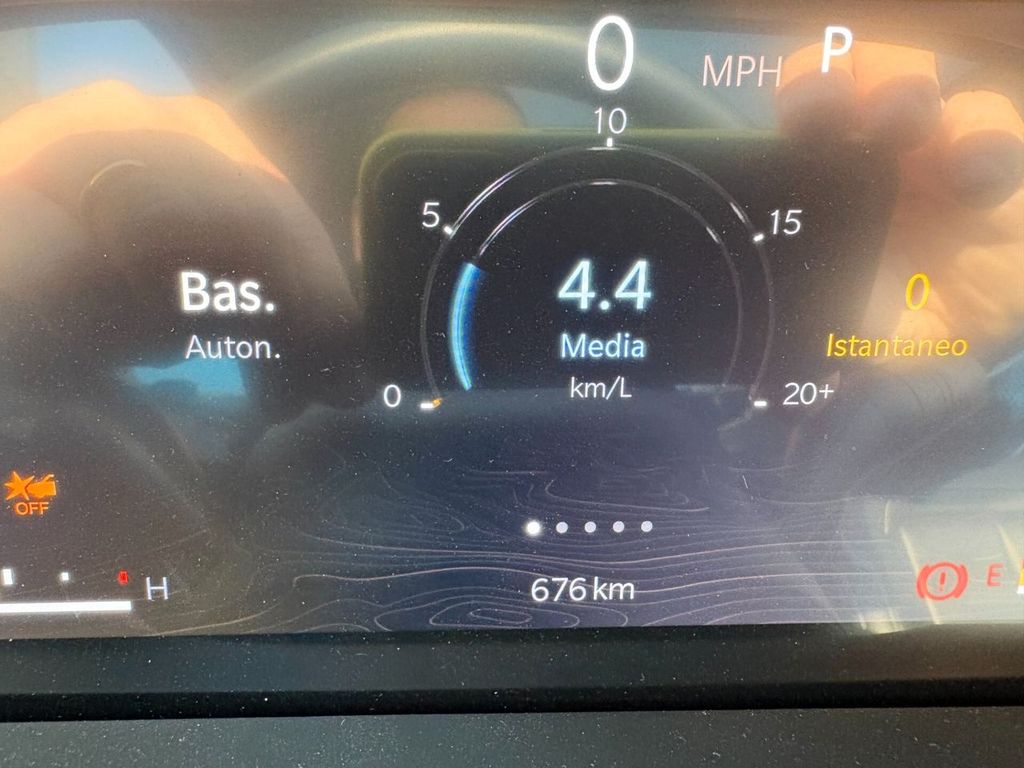 0 MPH P
10
5
15
Bas.
Auton.
4.4
Media
km/L
0
Istantaneo
0
20+
OFF
H
676 km
E